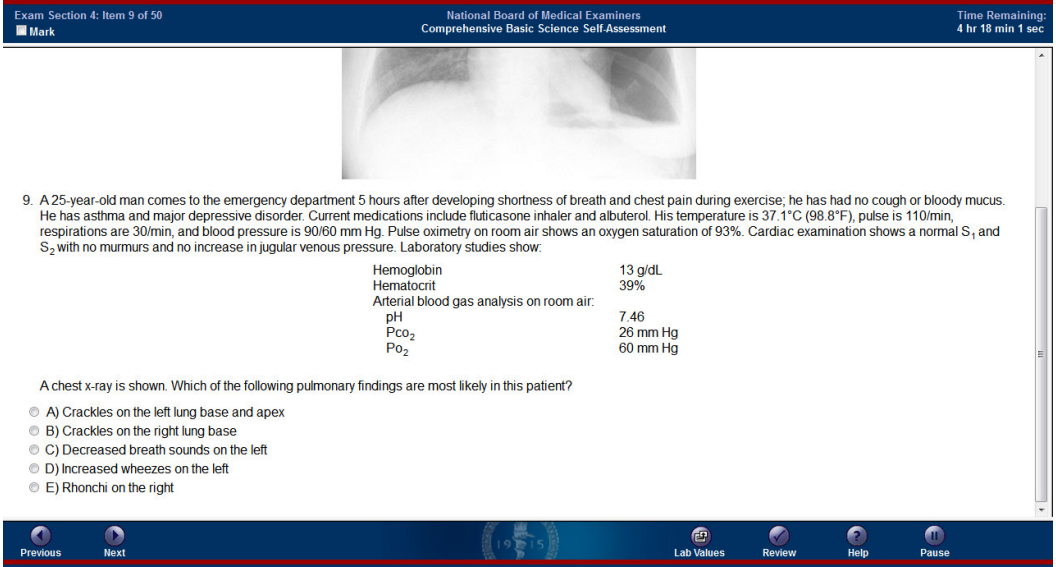 Exam Section 4: Item 9 of 50
National Board of Medical Examiners
Time Remaining:
Mark
Comprehensive Basic Science Self-Assessment
4 hr 18 min 1 sec
9. A 25-year-old man comes to the emergency department 5 hours after developing shortness of breath and chest pain during exercise; he has had no cough or bloody mucus.
He has asthma and major depressive disorder. Current medications include fluticasone inhaler and albuterol. His temperature is 37.1°C (98.8°F), pulse is 110/min,
respirations are 30/min, and blood pressure is 90/60 mm Hg. Pulse oximetry on room air shows an oxygen saturation of 93%. Cardiac examination shows a normal S₁ and
S₂ with no murmurs and no increase in jugular venous pressure. Laboratory studies show:
Hemoglobin 13 g/dL
Hematocrit 39%
Arterial blood gas analysis on room air:
pH 7.46
Pco₂ 26 mm Hg
Po₂ 60 mm Hg
A chest x-ray is shown. Which of the following pulmonary findings are most likely in this patient?
A) Crackles on the left lung base and apex
B) Crackles on the right lung base
C) Decreased breath sounds on the left
D) Increased wheezes on the left
E) Rhonchi on the right
1915
Previous Next Lab Values Review Help Pause